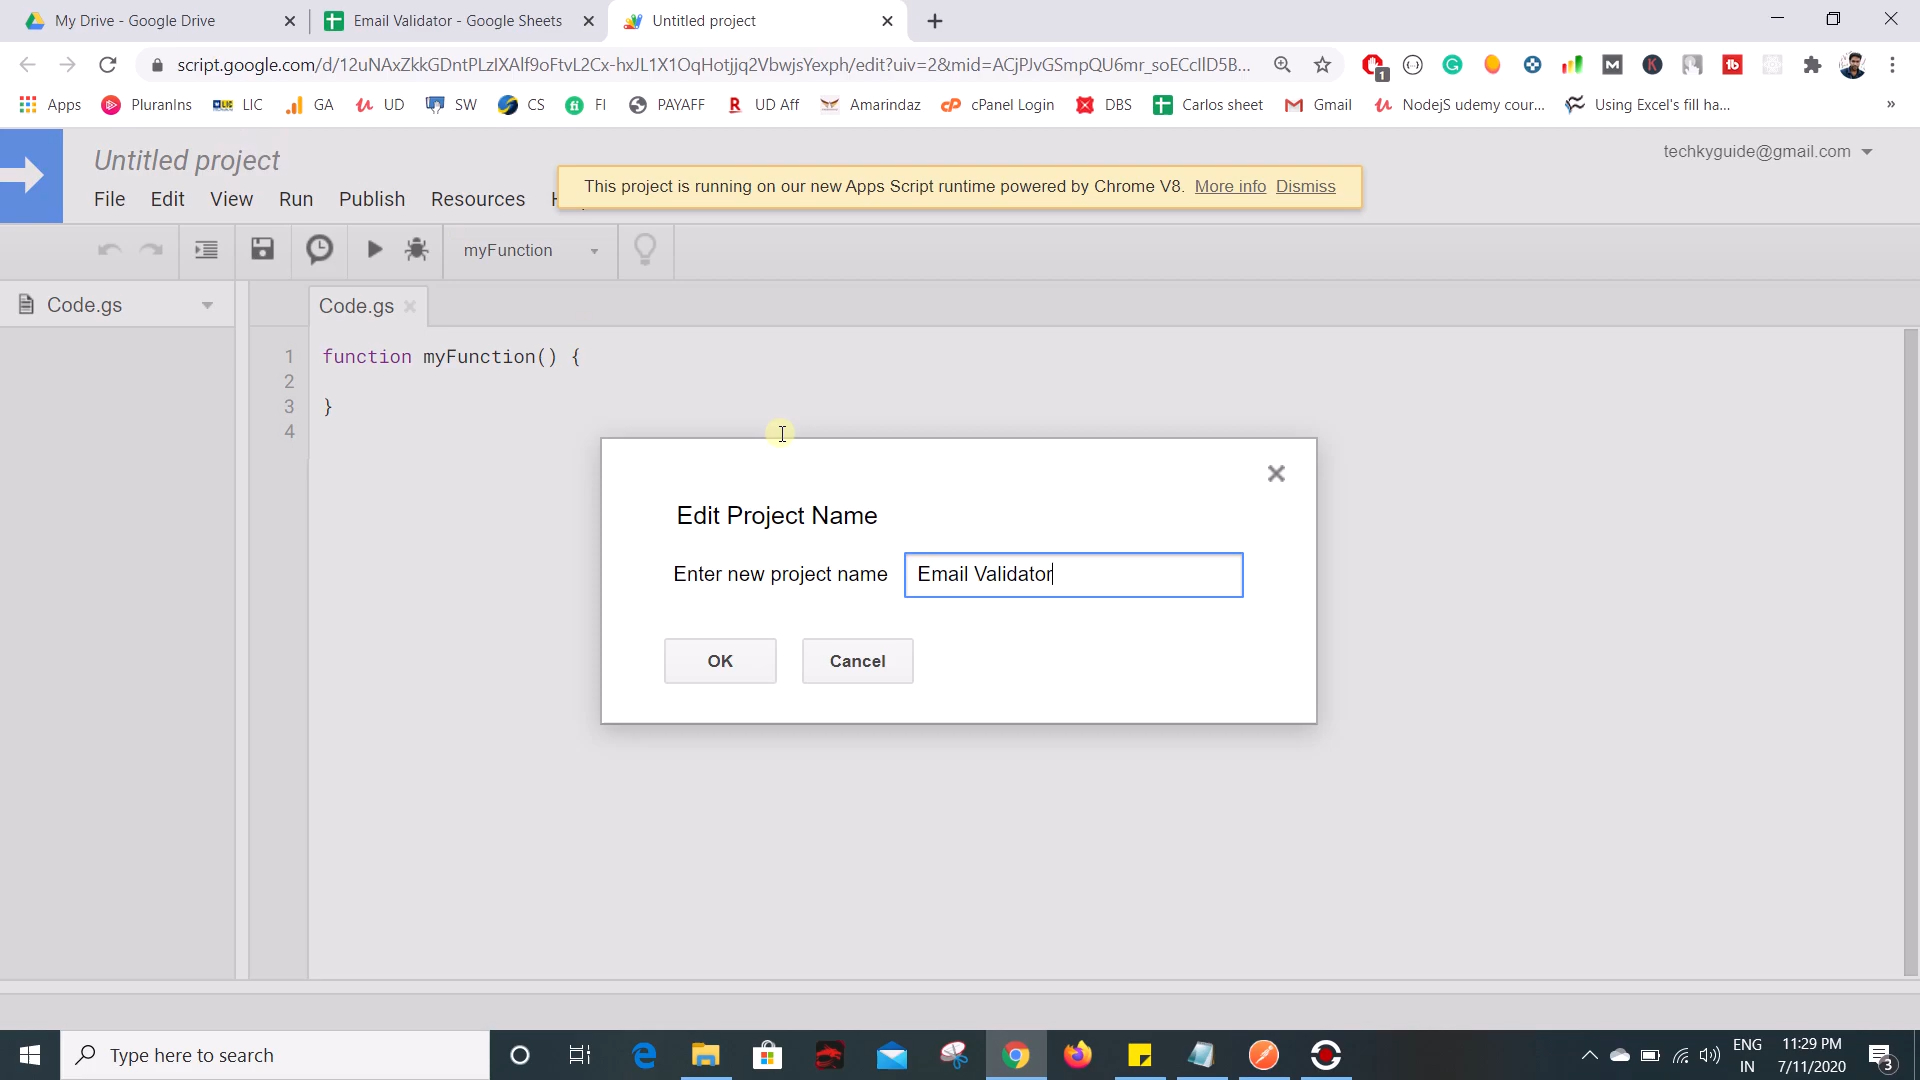 My Drive - Google Drive
Email Validator - Google Sheets
Untitled project
script.google.com/d/12uNAxZkkGDntPLzIXAlf9oFtvL2Cx-hxJL1X1OqHotjjq2VbwjsYexph/edit?uiv=2&mid=ACjPJvGSmpQU6mr_soECcIlD5B...
1
Apps
PluranIns
LIC
GA
UD
SW
CS
FI
PAYAFF
UD Aff
Amarindaz
cPanel Login
DBS
Carlos sheet
Gmail
NodejS udemy cour...
Using Excel's fill ha...
»
Untitled project
techkyguide@gmail.com
This project is running on our new Apps Script runtime powered by Chrome V8. More info Dismiss
File Edit View Run Publish Resources
myFunction
Code.gs
Code.gs
1 function myFunction() {
2
3 }
4
Edit Project Name
Enter new project name Email Validator
OK Cancel
Type here to search
ENG
IN
11:29 PM
7/11/2020
3